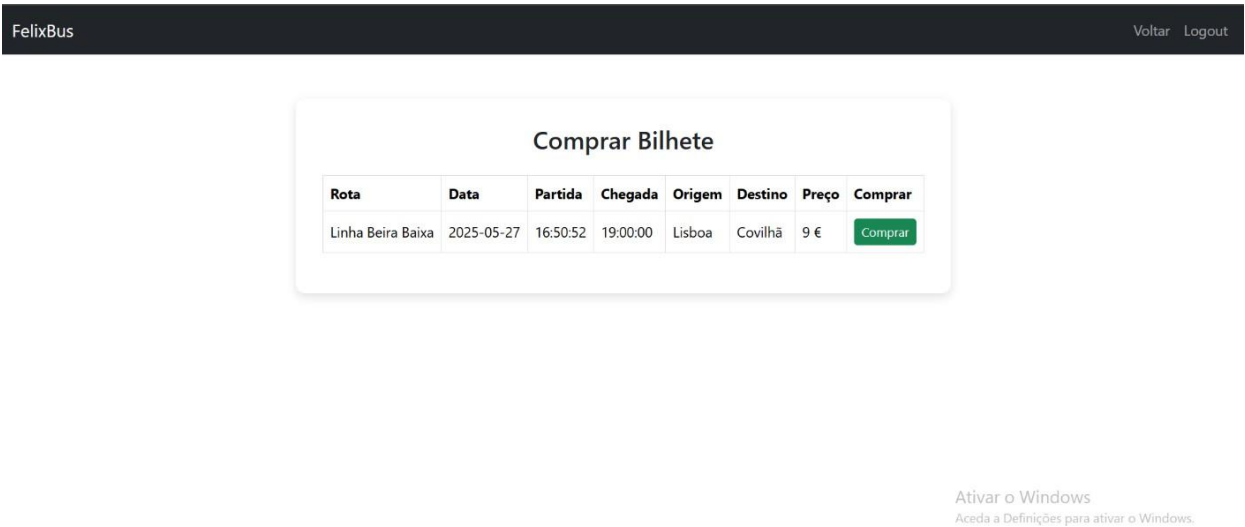 FelixBus Voltar Logout
Comprar Bilhete
Rota Data Partida Chegada Origem Destino Preço Comprar
Linha Beira Baixa 2025-05-27 16:50:52 19:00:00 Lisboa Covilhã 9 € Comprar
Ativar o Windows
Aceda a Definições para ativar o Windows.